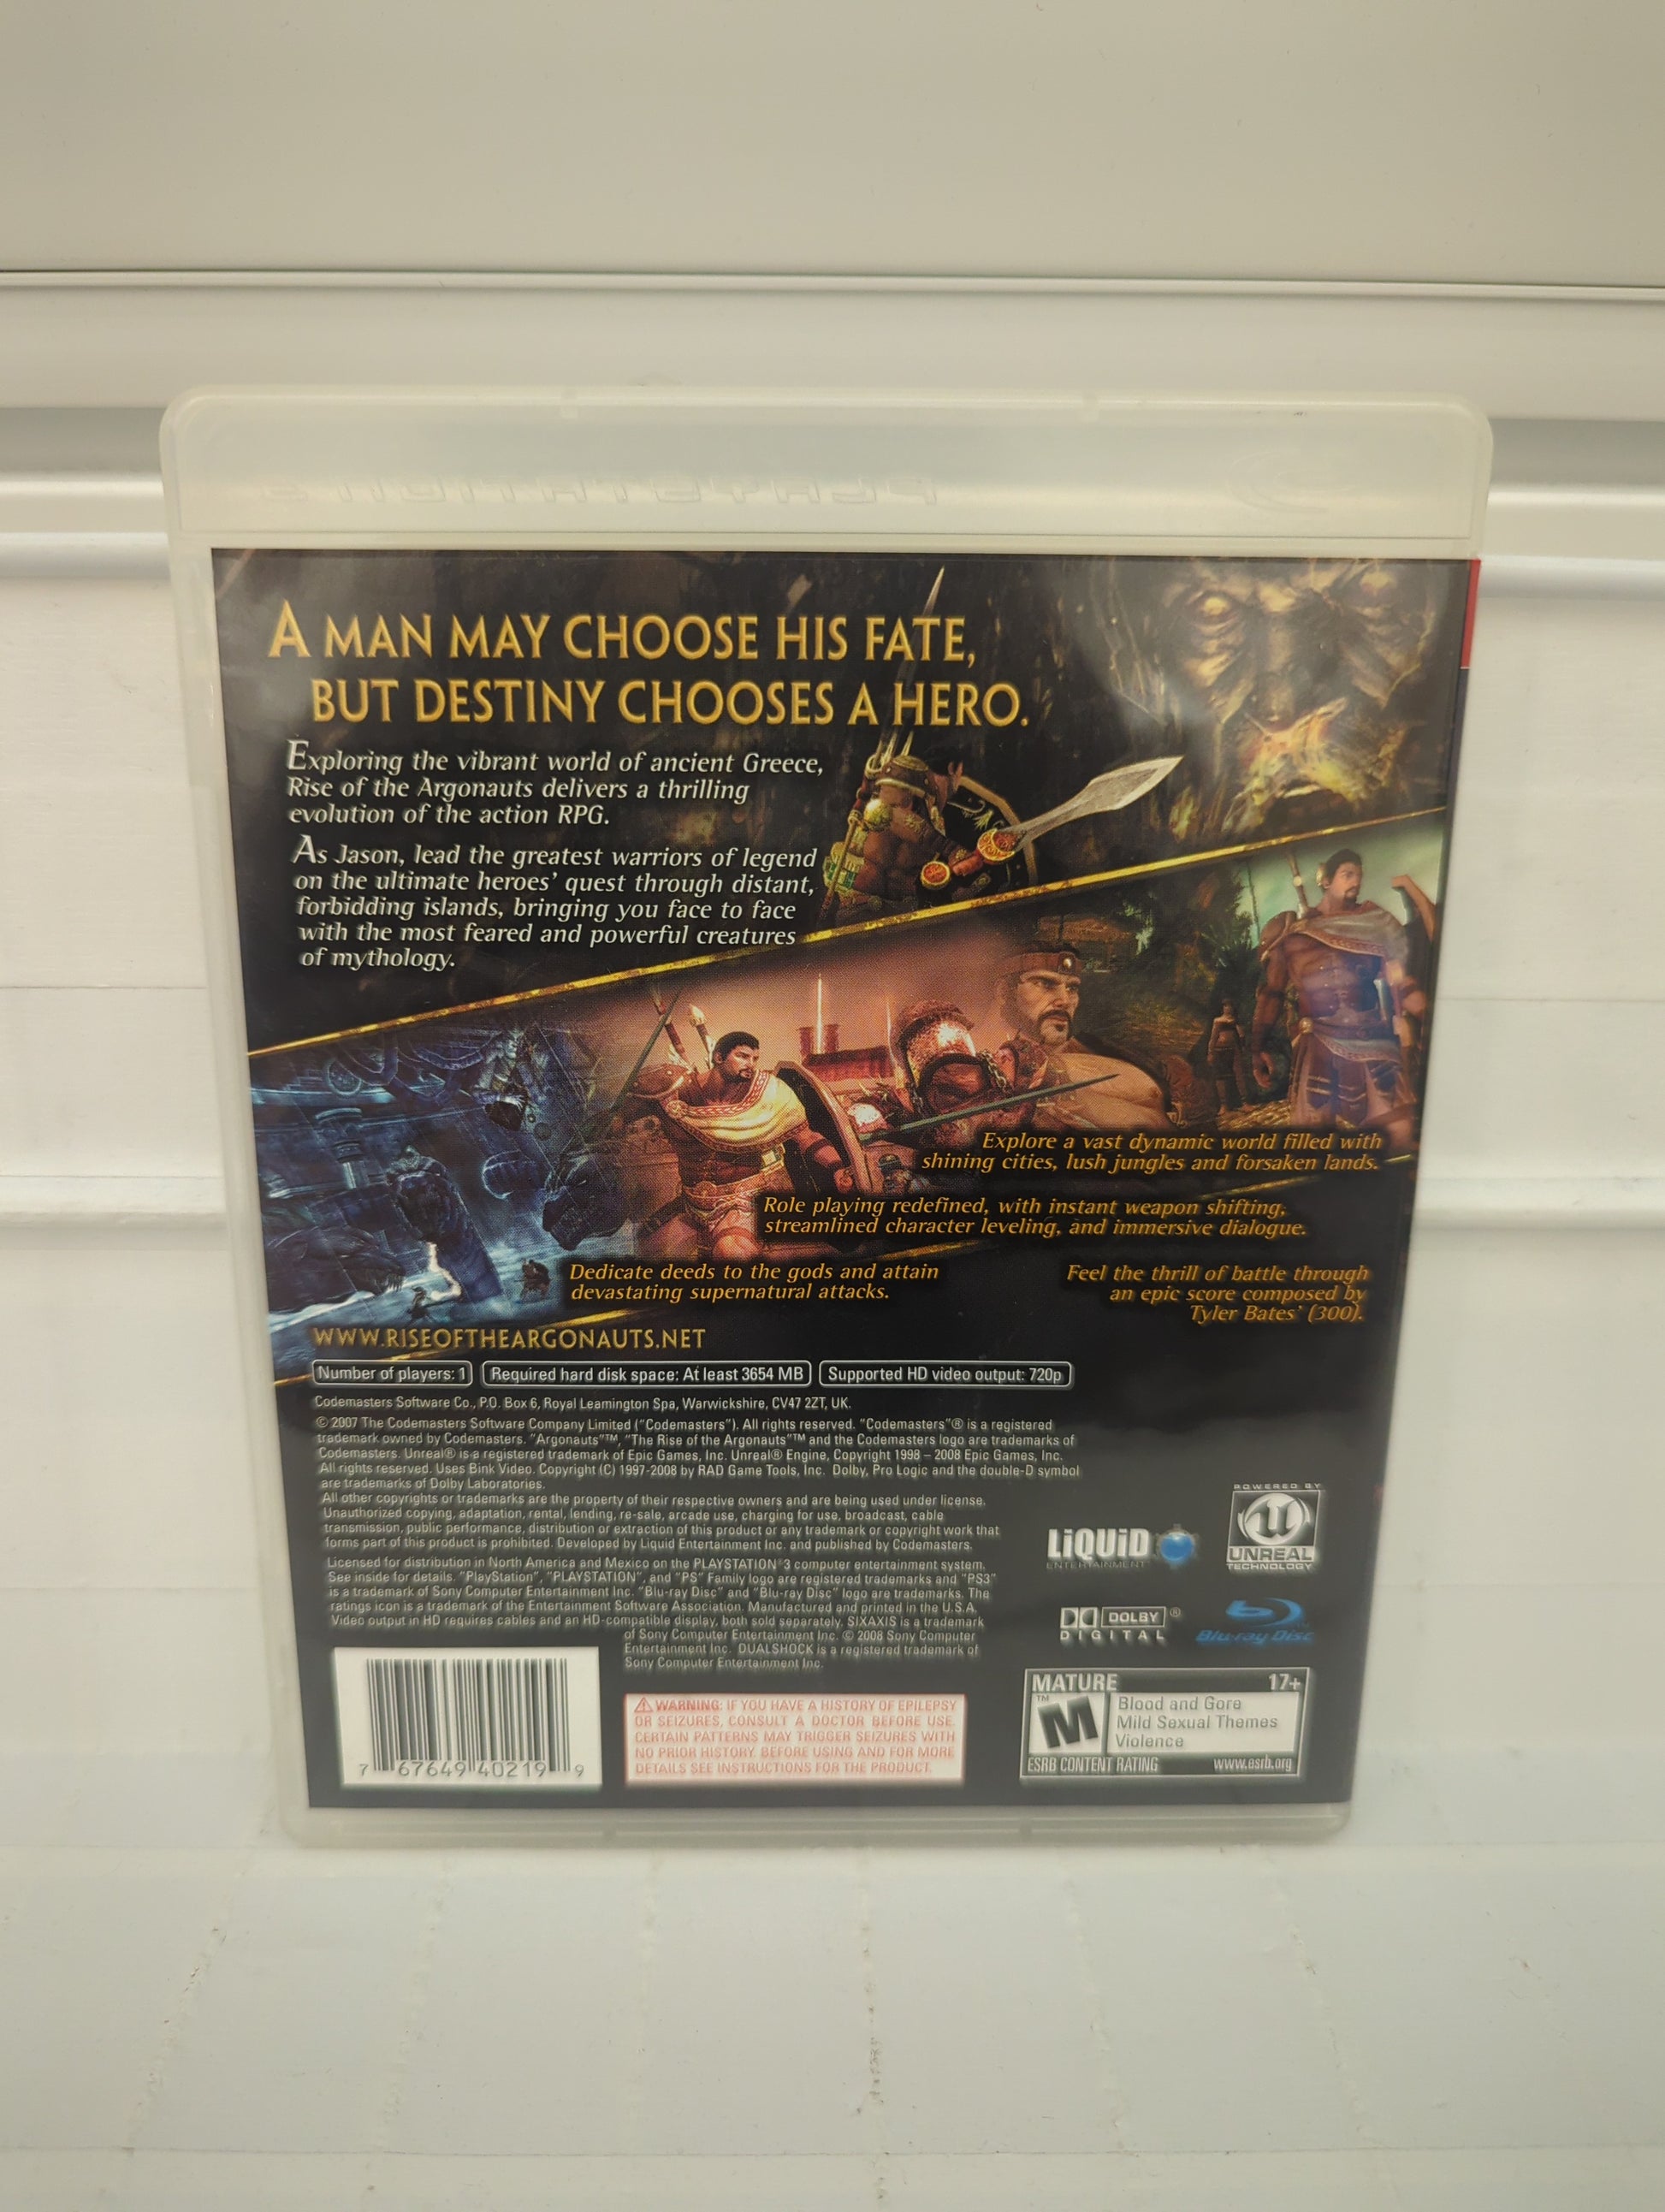 PLAYSTATION 3
A MAN MAY CHOOSE HIS FATE,
BUT DESTINY CHOOSES A HERO.
Exploring the vibrant world of ancient Greece,
Rise of the Argonauts delivers a thrilling
evolution of the action RPG.
As Jason, lead the greatest warriors of legend
on the ultimate heroes' quest through distant,
forbidding islands, bringing you face to face
with the most feared and powerful creatures
of mythology.
Explore a vast dynamic world filled with
shining cities, lush jungles and forsaken lands.
Role playing redefined, with instant weapon shifting,
streamlined character leveling, and immersive dialogue.
Dedicate deeds to the gods and attain
devastating supernatural attacks.
Feel the thrill of battle through
an epic score composed by
Tyler Bates' (300).
WWW.RISEOFTHEARGONAUTS.NET
Number of players: 1
Required hard disk space: At least 3654 MB
Supported HD video output: 720p
Codemasters Software Co., P.O. Box 6, Royal Leamington Spa, Warwickshire, CV47 2ZT, UK.
© 2007 The Codemasters Software Company Limited ("Codemasters"). All rights reserved. "Codemasters"® is a registered
trademark owned by Codemasters. "Argonauts"™, "The Rise of the Argonauts"™ and the Codemasters logo are trademarks of
Codemasters. Unreal® is a registered trademark of Epic Games, Inc. Unreal® Engine, Copyright 1998 – 2008 Epic Games, Inc.
All rights reserved. Uses Bink Video. Copyright (C) 1997-2008 by RAD Game Tools, Inc. Dolby, Pro Logic and the double-D symbol
are trademarks of Dolby Laboratories.
All other copyrights or trademarks are the property of their respective owners and are being used under license.
Unauthorized copying, adaptation, rental, lending, re-sale, arcade use, charging for use, broadcast, cable
transmission, public performance, distribution or extraction of this product or any trademark or copyright work that
forms part of this product is prohibited. Developed by Liquid Entertainment Inc. and published by Codemasters.
Licensed for distribution in North America and Mexico on the PLAYSTATION®3 computer entertainment system.
See inside for details. "PlayStation", "PLAYSTATION", and "PS" Family logo are registered trademarks and "PS3"
is a trademark of Sony Computer Entertainment Inc. "Blu-ray Disc" and "Blu-ray Disc" logo are trademarks. The
ratings icon is a trademark of the Entertainment Software Association. Manufactured and printed in the U.S.A.
Video output in HD requires cables and an HD-compatible display, both sold separately. SIXAXIS is a trademark
of Sony Computer Entertainment Inc. © 2008 Sony Computer
Entertainment Inc. DUALSHOCK is a registered trademark of
Sony Computer Entertainment Inc.
LiQUiD
ENTERTAINMENT
POWERED BY
UNREAL
TECHNOLOGY
DOLBY®
DIGITAL
Blu-ray Disc
7 67649 40219 9
WARNING: IF YOU HAVE A HISTORY OF EPILEPSY
OR SEIZURES, CONSULT A DOCTOR BEFORE USE.
CERTAIN PATTERNS MAY TRIGGER SEIZURES WITH
NO PRIOR HISTORY. BEFORE USING AND FOR MORE
DETAILS SEE INSTRUCTIONS FOR THE PRODUCT.
MATURE 17+
M™
Blood and Gore
Mild Sexual Themes
Violence
ESRB CONTENT RATING www.esrb.org